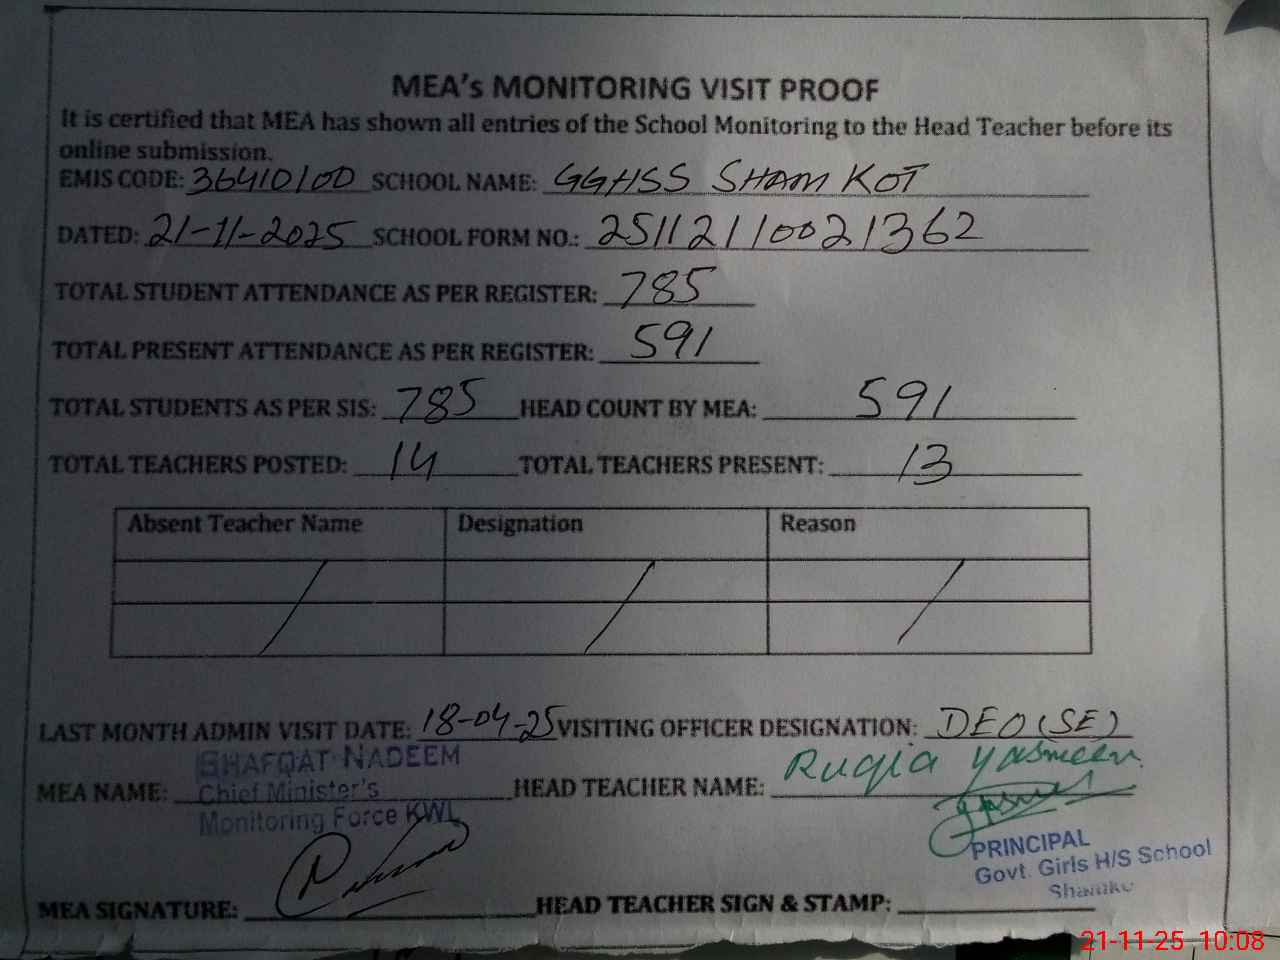 MEA's MONITORING VISIT PROOF
It is certified that MEA has shown all entries of the School Monitoring to the Head Teacher before its
online submission.
EMIS CODE: 36410100 SCHOOL NAME: GGHSS SHAM KOT
DATED: 21-11-2025 SCHOOL FORM NO.: 25112110021362
TOTAL STUDENT ATTENDANCE AS PER REGISTER: 785
TOTAL PRESENT ATTENDANCE AS PER REGISTER: 591
TOTAL STUDENTS AS PER SIS: 785 HEAD COUNT BY MEA: 591
TOTAL TEACHERS POSTED: 14 TOTAL TEACHERS PRESENT: 13
Absent Teacher Name Designation Reason
LAST MONTH ADMIN VISIT DATE: 18-04-25 VISITING OFFICER DESIGNATION: DEO (SE)
MEA NAME: SHAFQAT NADEEM
Chief Minister's
Monitoring Force KWL
HEAD TEACHER NAME: Ruqia Yasmeen
PRINCIPAL
Govt. Girls H/S School
MEA SIGNATURE: HEAD TEACHER SIGN & STAMP:
21-11-25 10:08